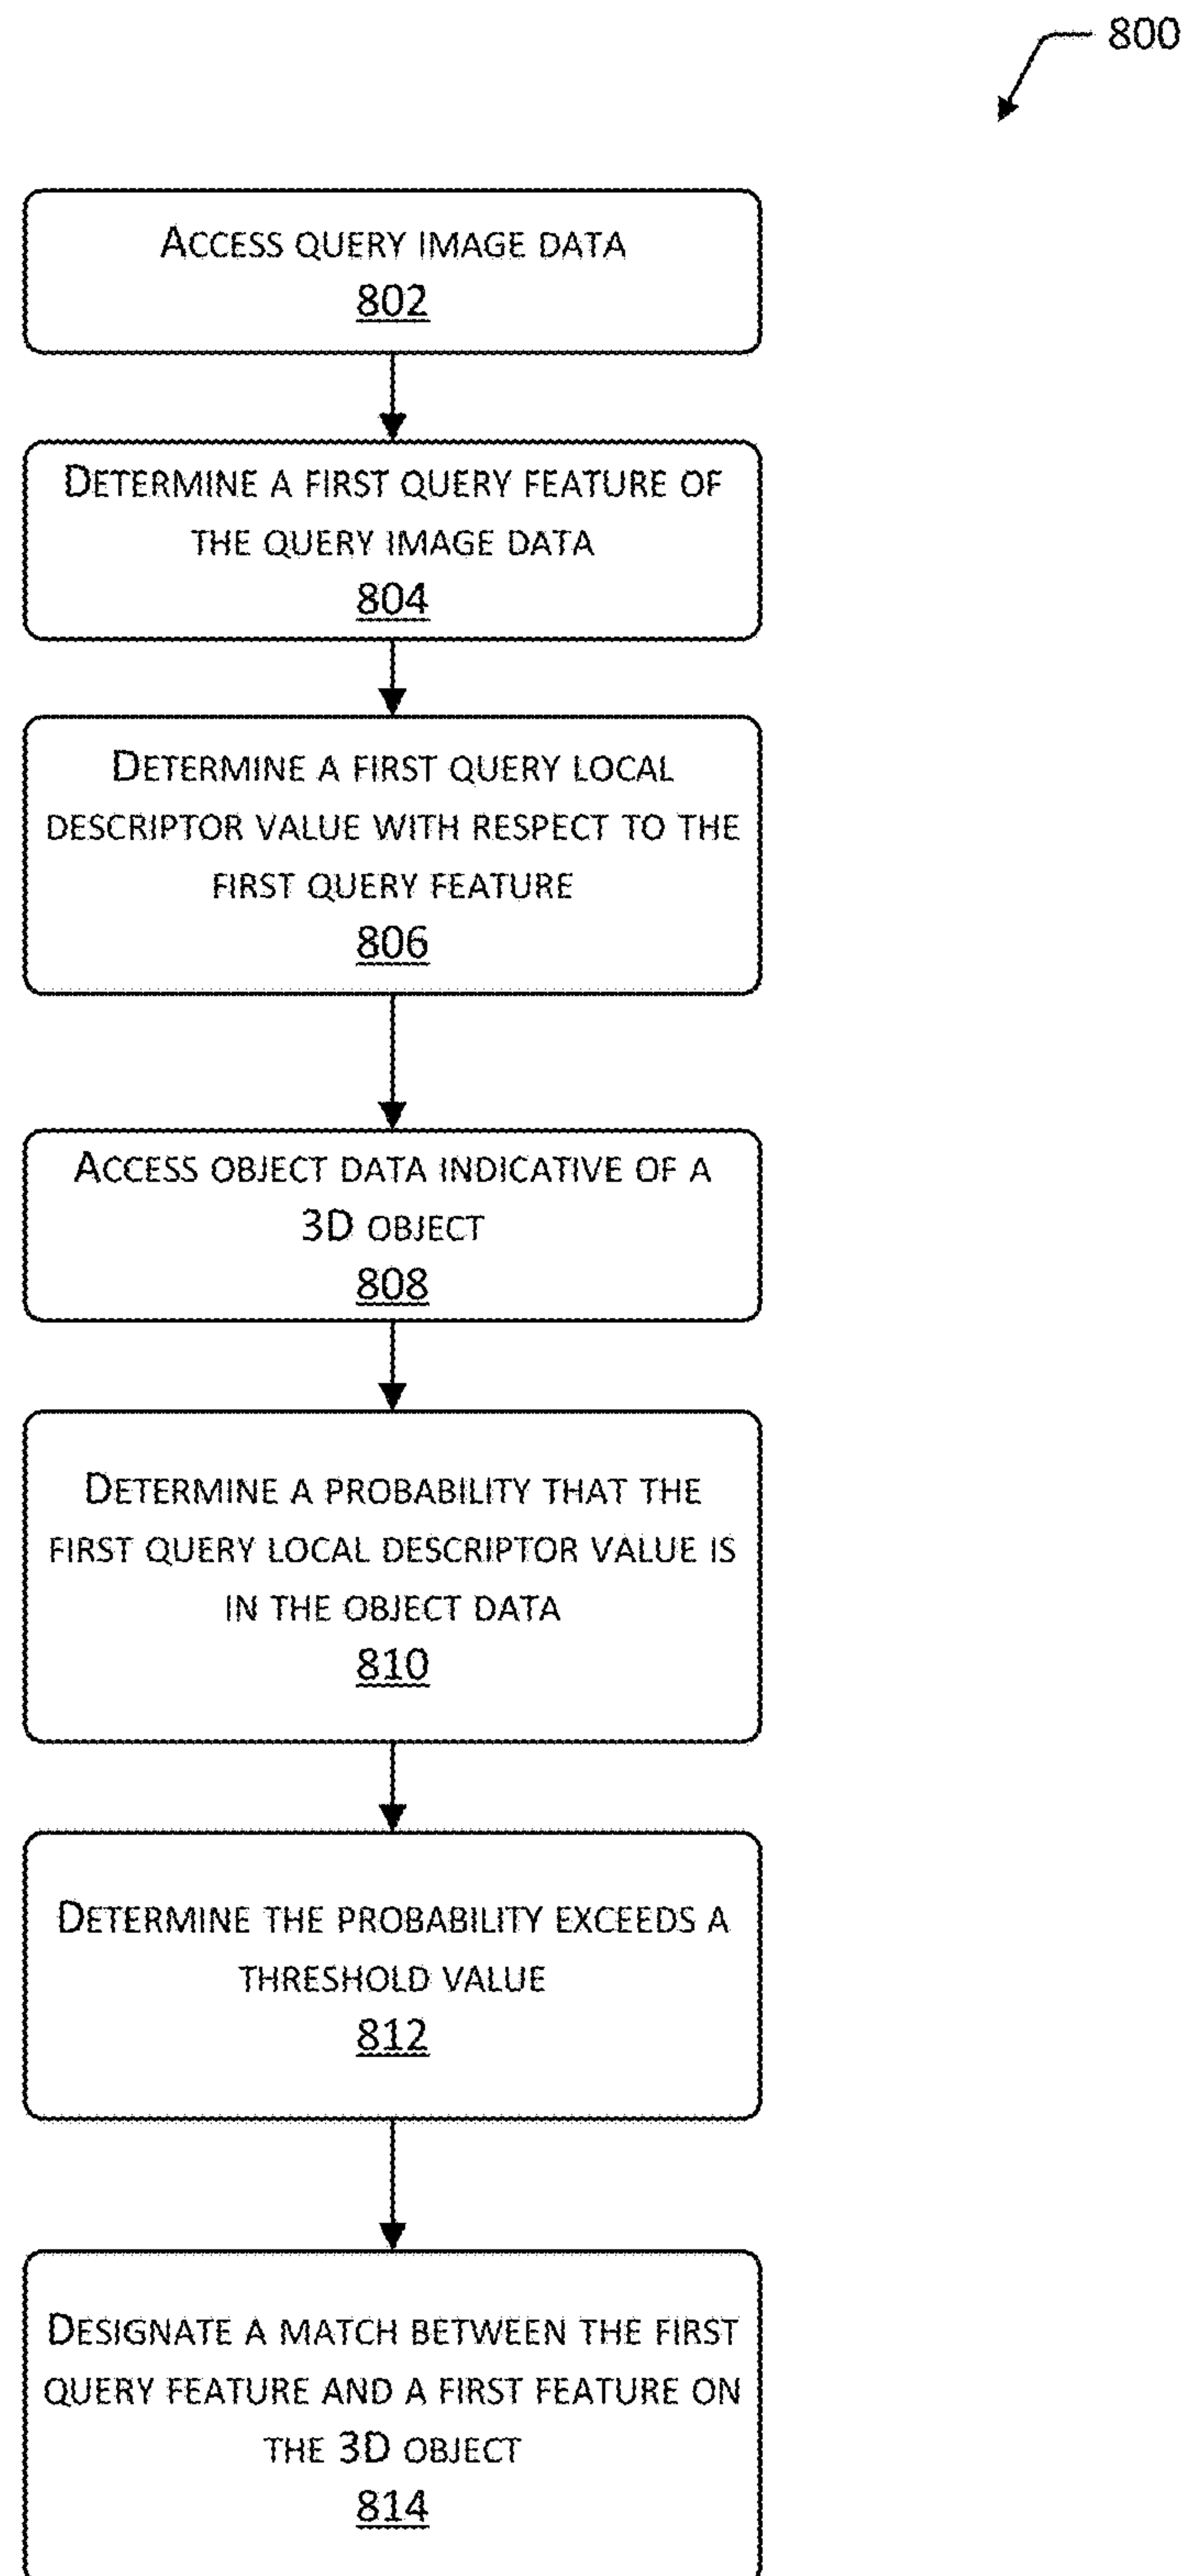 800
ACCESS QUERY IMAGE DATA
802
DETERMINE A FIRST QUERY FEATURE OF
THE QUERY IMAGE DATA
804
DETERMINE A FIRST QUERY LOCAL
DESCRIPTOR VALUE WITH RESPECT TO THE
FIRST QUERY FEATURE
806
ACCESS OBJECT DATA INDICATIVE OF A
3D OBJECT
808
DETERMINE A PROBABILITY THAT THE
FIRST QUERY LOCAL DESCRIPTOR VALUE IS
IN THE OBJECT DATA
810
DETERMINE THE PROBABILITY EXCEEDS A
THRESHOLD VALUE
812
DESIGNATE A MATCH BETWEEN THE FIRST
QUERY FEATURE AND A FIRST FEATURE ON
THE 3D OBJECT
814